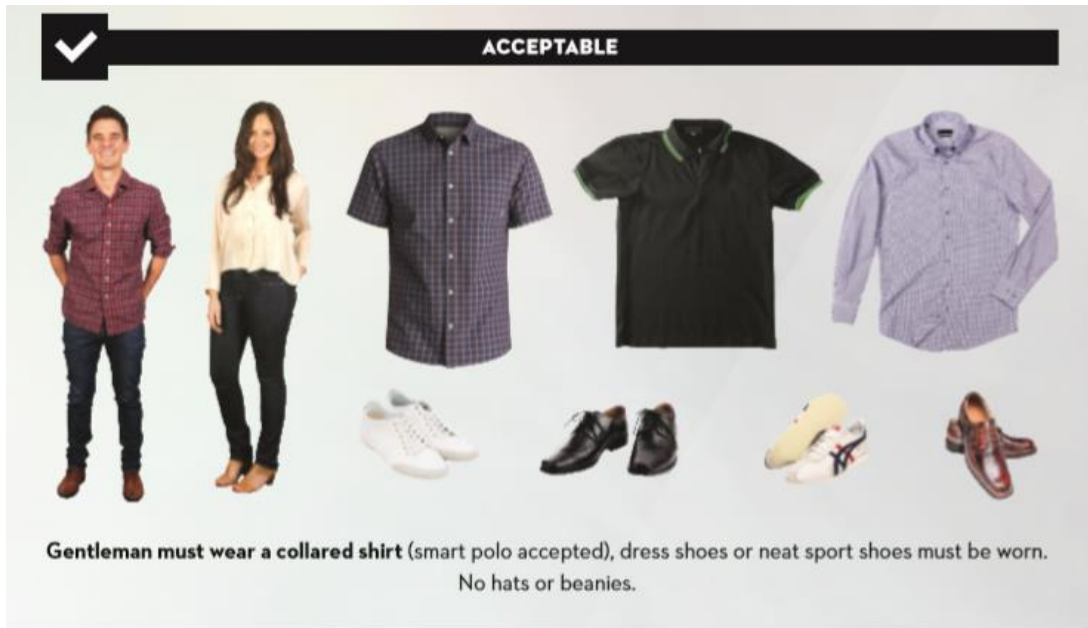 ACCEPTABLE
Gentleman must wear a collared shirt (smart polo accepted), dress shoes or neat sport shoes must be worn.
No hats or beanies.